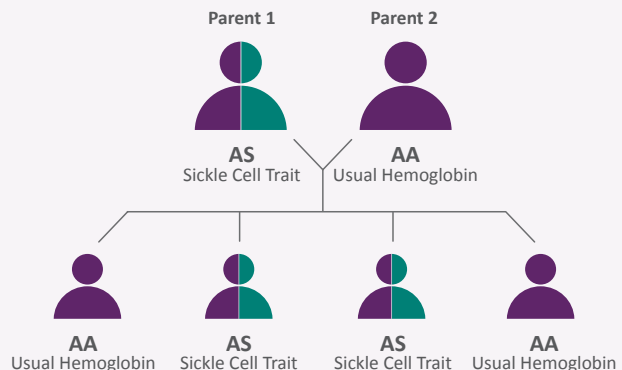 Parent 1
Parent 2
AS
Sickle Cell Trait
AA
Usual Hemoglobin
AA
Usual Hemoglobin
AS
Sickle Cell Trait
AS
Sickle Cell Trait
AA
Usual Hemoglobin